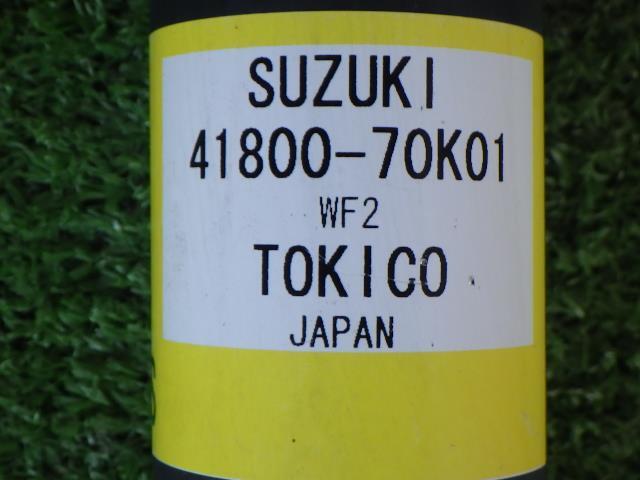 SUZUKI
41800-70K01
WF2
TOKICO
JAPAN